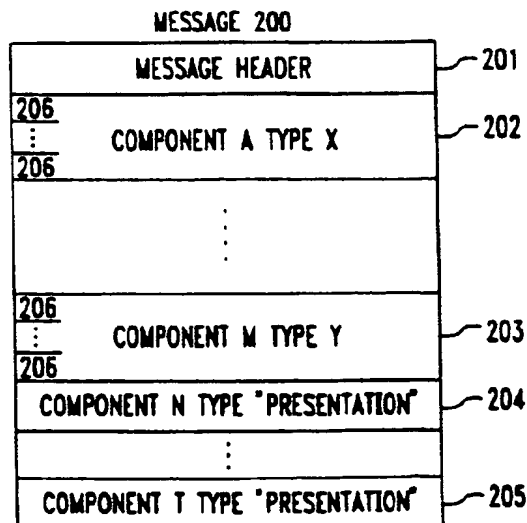 MESSAGE 200
MESSAGE HEADER
201
206
⋮
206
COMPONENT A TYPE X
202
⋮
206
⋮
206
COMPONENT M TYPE Y
203
COMPONENT N TYPE "PRESENTATION"
204
⋮
COMPONENT T TYPE "PRESENTATION"
205